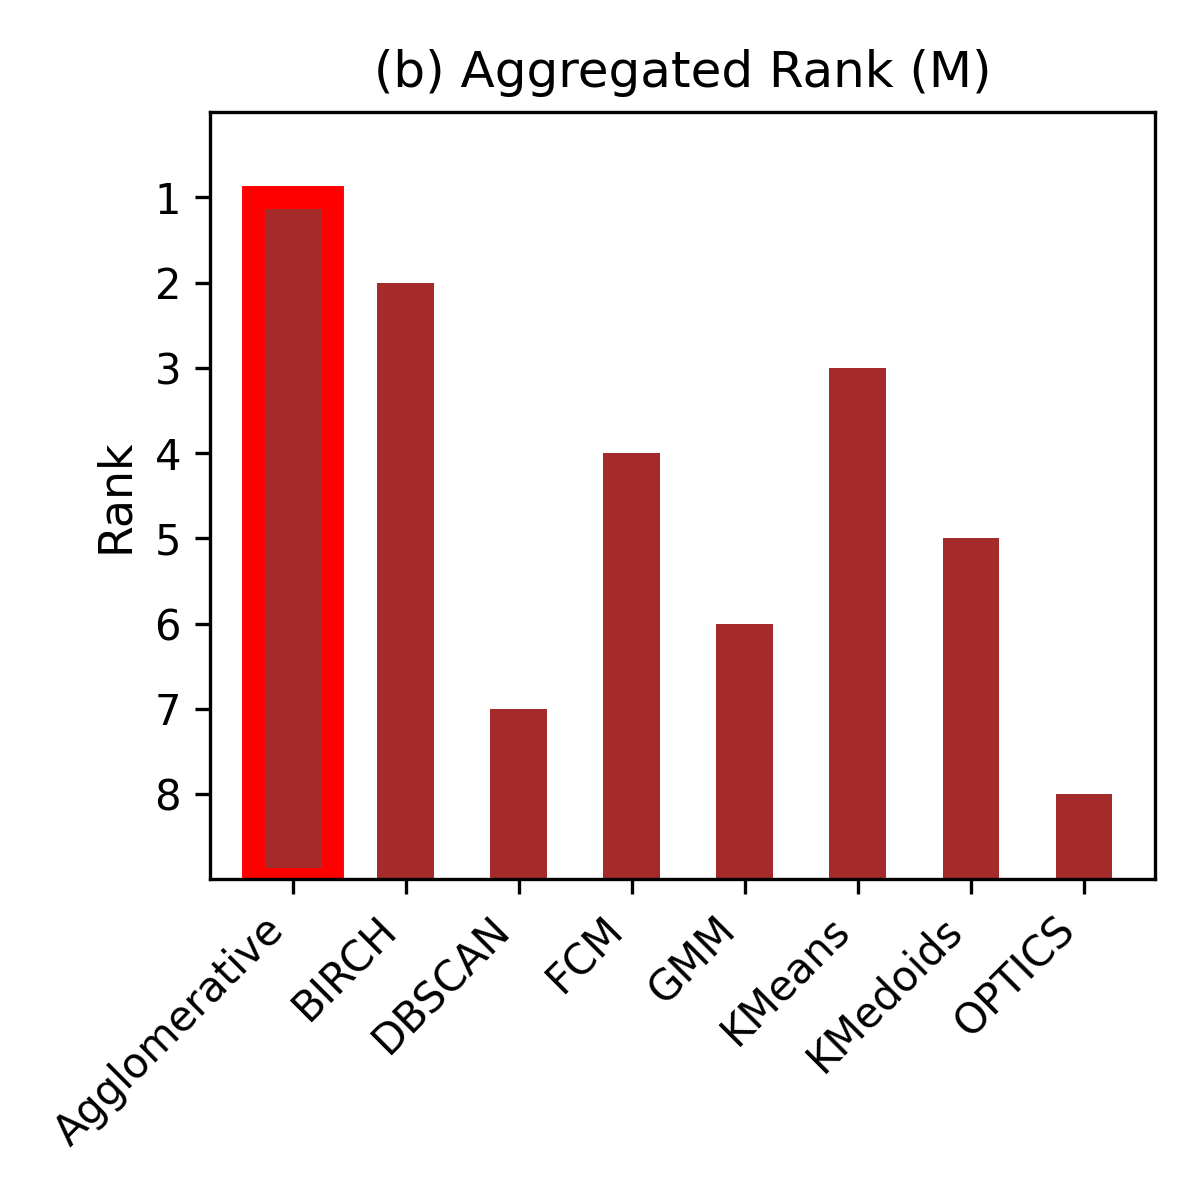 (b) Aggregated Rank (M)
Rank
1
2
3
4
5
6
7
8
Agglomerative
BIRCH
DBSCAN
FCM
GMM
KMeans
KMedoids
OPTICS